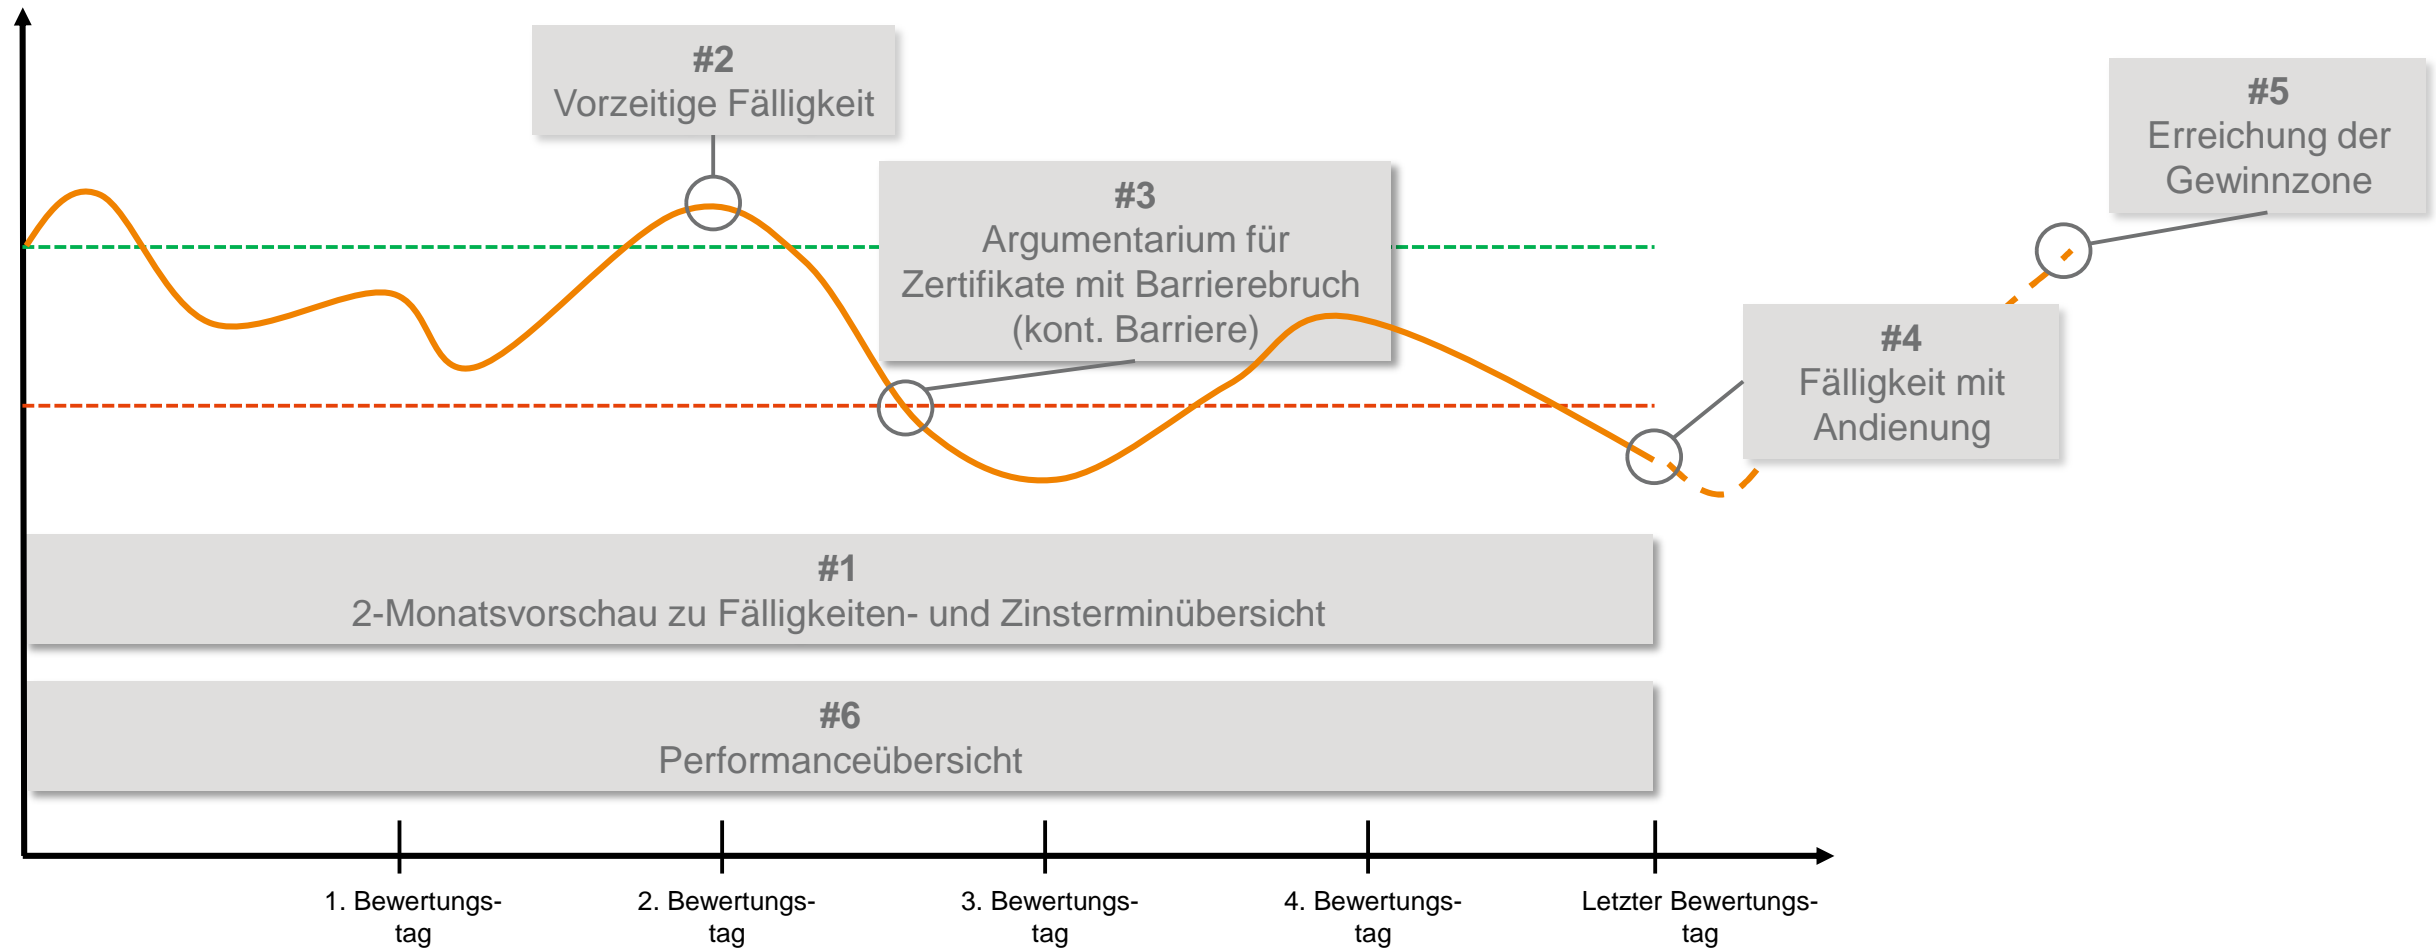 #2
Vorzeitige Fälligkeit
#5
Erreichung der
Gewinnzone
#3
Argumentarium für
Zertifikate mit Barrierebruch
(kont. Barriere)
#4
Fälligkeit mit
Andienung
#1
2-Monatsvorschau zu Fälligkeiten- und Zinsterminübersicht
#6
Performanceübersicht
1. Bewertungs-
tag
2. Bewertungs-
tag
3. Bewertungs-
tag
4. Bewertungs-
tag
Letzter Bewertungs-
tag